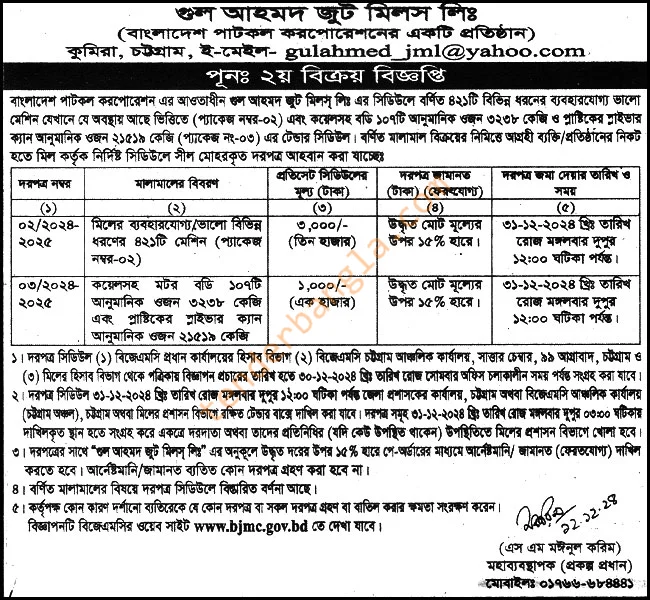 গুল আহমদ জুট মিলস লিঃ
(বাংলাদেশ পাটকল করপোরেশনের একটি প্রতিষ্ঠান)
কুমিরা, চট্টগ্রাম, ই-মেইল- gulahmed_jml@yahoo.com
পুনঃ ২য় বিক্রয় বিজ্ঞপ্তি
বাংলাদেশ পাটকল করপোরেশন এর আওতাধীন গুল আহমদ জুট মিলস্ লিঃ এর সিডিউলে বর্ণিত ৪২১টি বিভিন্ন ধরনের ব্যবহারযোগ্য/ভালো
মেশিন যেখানে যে অবস্থায় আছে ভিত্তিতে (প্যাকেজ নম্বর-০২) এবং কয়েলসহ বডি ১০৭টি আনুমানিক ওজন ৩২৩৮ কেজি ও প্লাষ্টিকের স্লাইভার
ক্যান আনুমানিক ওজন ২১৫১৯ কেজি (প্যাকেজ নং-০৩) এর টেন্ডার সিডিউল। বর্ণিত মালামাল বিক্রয়ের নিমিত্তে আগ্রহী ব্যক্তি/প্রতিষ্ঠানের নিকট
হতে মিল কর্তৃক নির্দিষ্ট সিডিউলে সীল মোহরকৃত দরপত্র আহবান করা যাচ্ছেঃ
দরপত্র নম্বর মালামালের বিবরণ প্রতিসেট সিডিউলের মূল্য (টাকা) দরপত্র জামানত (টাকা) (ফেরৎযোগ্য) দরপত্র জমা দেয়ার তারিখ ও সময়
(১) (২) (৩) (৪) (৫)
০২/২০২৪-২০২৫ মিলের ব্যবহারযোগ্য/ভালো বিভিন্ন ধরণের ৪২১টি মেশিন (প্যাকেজ নম্বর-০২) ৩,০০০/- (তিন হাজার) উদ্ধৃত মোট মূল্যের উপর ১৫% হারে। ৩১-১২-২০২৪ খ্রিঃ তারিখ রোজ মঙ্গলবার দুপুর ১২:০০ ঘটিকা পর্যন্ত।
০৩/২০২৪-২০২৫ কয়েলসহ মটর বডি ১০৭টি আনুমানিক ওজন ৩২৩৮ কেজি এবং প্লাষ্টিকের স্লাইভার ক্যান আনুমানিক ওজন ২১৫১৯ কেজি ১,০০০/- (এক হাজার) উদ্ধৃত মোট মূল্যের উপর ১৫% হারে। ৩১-১২-২০২৪ খ্রিঃ তারিখ রোজ মঙ্গলবার দুপুর ১২:০০ ঘটিকা পর্যন্ত।
১। দরপত্র সিডিউল (১) বিজেএমসি প্রধান কার্যালয়ের হিসাব বিভাগ (২) বিজেএমসি চট্টগ্রাম আঞ্চলিক কার্যালয়, সাত্তার চেম্বার, ৯৯ আগ্রাবাদ, চট্টগ্রাম ও
(৩) মিলের হিসাব বিভাগ থেকে পত্রিকায় বিজ্ঞাপন প্রচারের তারিখ হতে ৩০-১২-২০২৪ খ্রিঃ তারিখ রোজ সোমবার অফিস চলাকালীন সময় পর্যন্ত সংগ্রহ করা যাবে।
২। দরপত্র সিডিউল ৩১-১২-২০২৪ খ্রিঃ তারিখ রোজ মঙ্গলবার দুপুর ১২:০০ ঘটিকা পর্যন্ত জেলা প্রশাসকের কার্যালয়, চট্টগ্রাম অথবা বিজেএমসি আঞ্চলিক কার্যালয়
(চট্টগ্রাম অঞ্চল), চট্টগ্রাম অথবা মিলের প্রশাসন বিভাগে রক্ষিত টেন্ডার বাক্সে দাখিল করা যাবে। দরপত্র সমূহ ৩১-১২-২০২৪ খ্রিঃ তারিখ রোজ মঙ্গলবার দুপুর ০৩:০০ ঘটিকায়
দাখিলকৃত স্থান হতে সংগ্রহ করে একত্রে দরদাতা অথবা তাদের প্রতিনিধির (যদি কেউ উপস্থিত থাকেন) উপস্থিতিতে মিলের প্রশাসন বিভাগে খোলা হবে।
৩। দরপত্রের সাথে "গুল আহমদ জুট মিলস্ লিঃ" এর অনুকূলে উদ্ধৃত দরের উপর ১৫% হারে পে-অর্ডারের মাধ্যমে আর্নেষ্টমানি/ জামানত (ফেরতযোগ্য) দাখিল
করতে হবে। আর্নেষ্টমানি/জামানত ব্যতিত কোন দরপত্র গ্রহণ করা হবে না।
৪। বর্ণিত মালামালের বিষয়ে দরপত্র সিডিউলে বিস্তারিত বর্ণনা আছে।
৫। কর্তৃপক্ষ কোন কারণ দর্শানো ব্যতিরেকে যে কোন দরপত্র বা সকল দরপত্র গ্রহণ বা বাতিল করার ক্ষমতা সংরক্ষণ করেন।
বিজ্ঞাপনটি বিজেএমসির ওয়েব সাইট www.bjmc.gov.bd তে দেখা যাবে।
২২.১২.২৪
(এস এম মঈনুল করিম)
মহাব্যবস্থাপক (প্রকল্প প্রধান)
মোবাইলঃ ০১৭৬৬-৬৮৪৪৪১
tenderbangla.com